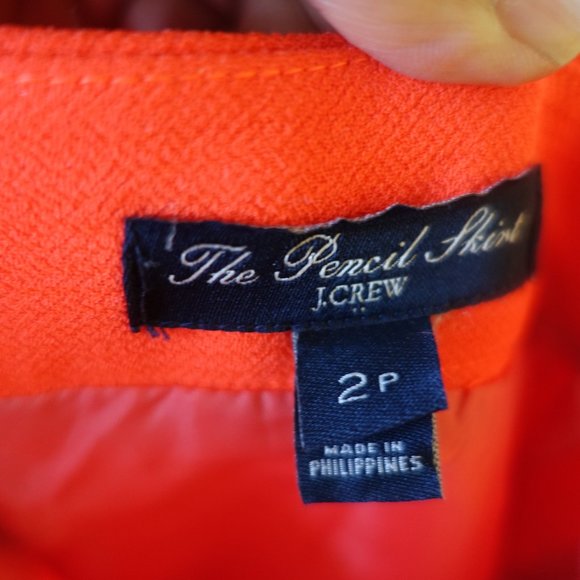 The Pencil Skirt
J.CREW
2P
MADE IN
PHILIPPINES